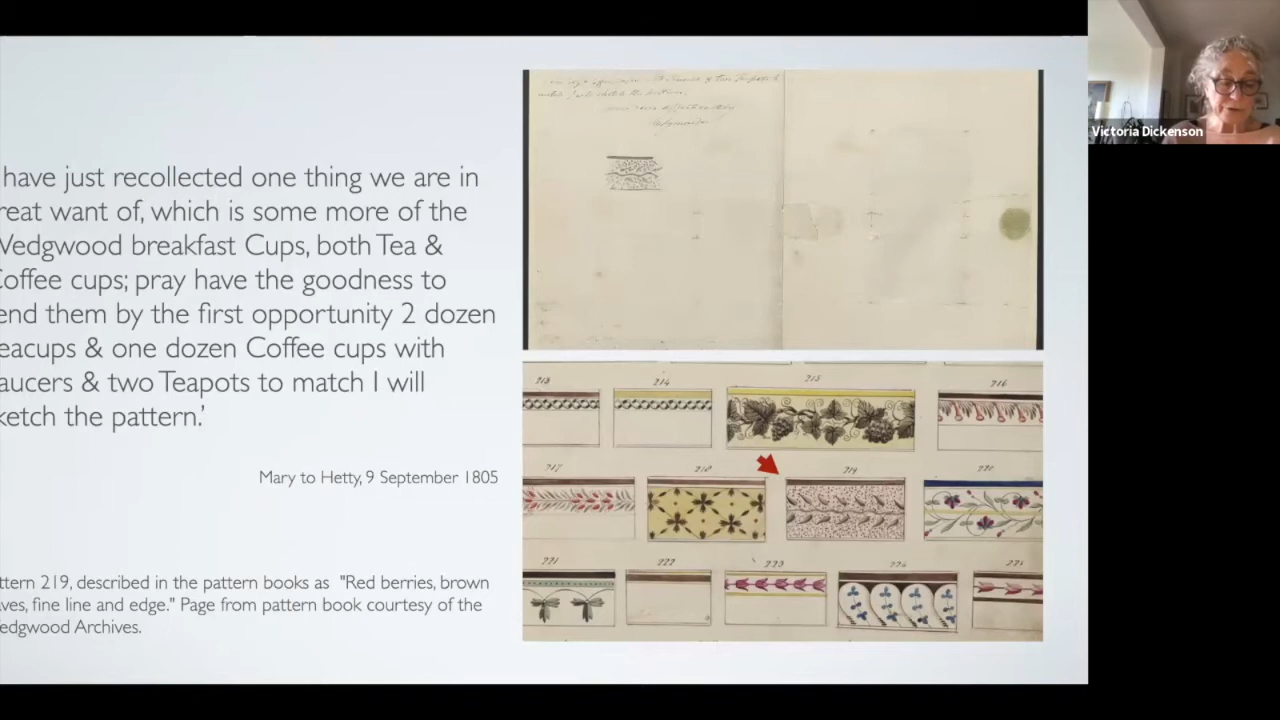 have just recollected one thing we are in
reat want of, which is some more of the
Wedgwood breakfast Cups, both Tea &
Coffee cups; pray have the goodness to
end them by the first opportunity 2 dozen
eacups & one dozen Coffee cups with
aucers & two Teapots to match I will
ketch the pattern.'
Mary to Hetty, 9 September 1805
ttern 219, described in the pattern books as "Red berries, brown
aves, fine line and edge." Page from pattern book courtesy of the
edgwood Archives.
213 214 215 216
217 218 219 220
221 222 223 224 225
Victoria Dickenson